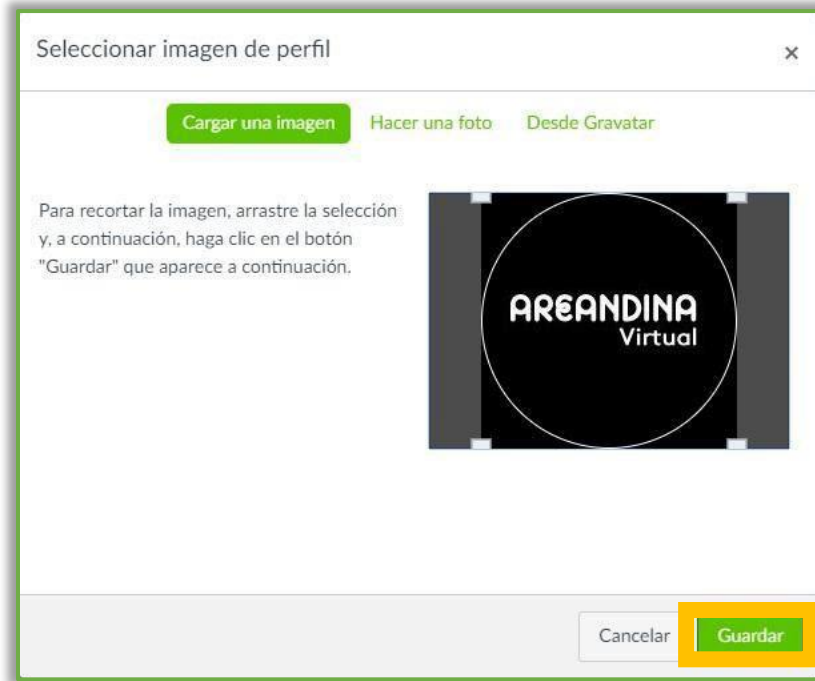 Seleccionar imagen de perfil
×
Cargar una imagen Hacer una foto Desde Gravatar
Para recortar la imagen, arrastre la selección
y, a continuación, haga clic en el botón
"Guardar" que aparece a continuación.
AREANDINA
Virtual
Cancelar Guardar